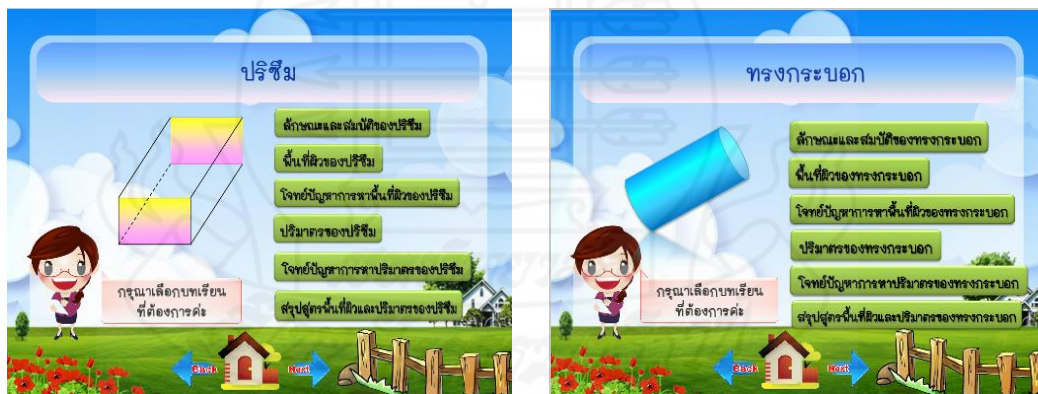 ปริซึม
ลักษณะและสมบัติของปริซึม
พื้นที่ผิวของปริซึม
โจทย์ปัญหาการหาพื้นที่ผิวของปริซึม
ปริมาตรของปริซึม
โจทย์ปัญหาการหาปริมาตรของปริซึม
สรุปสูตรพื้นที่ผิวและปริมาตรของปริซึม
กรุณาเลือกบทเรียน
ที่ต้องการค่ะ
Back Next
ทรงกระบอก
ลักษณะและสมบัติของทรงกระบอก
พื้นที่ผิวของทรงกระบอก
โจทย์ปัญหาการหาพื้นที่ผิวของทรงกระบอก
ปริมาตรของทรงกระบอก
โจทย์ปัญหาการหาปริมาตรของทรงกระบอก
สรุปสูตรพื้นที่ผิวและปริมาตรของทรงกระบอก
กรุณาเลือกบทเรียน
ที่ต้องการค่ะ
Back Next